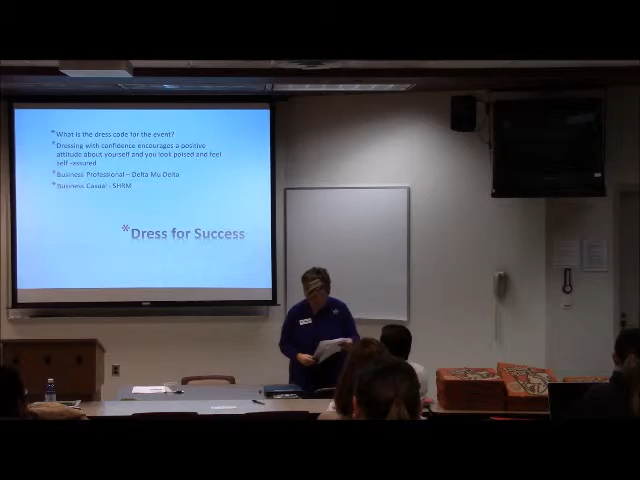 * What is the dress code for the event?
* Dressing with confidence encourages a positive
attitude about yourself and you look poised and feel
self -assured
* Business Professional – Delta Mu Delta
* Business Casual - SHRM
* Dress for Success